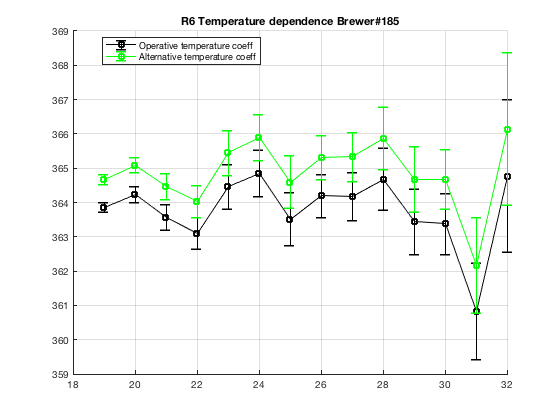 R6 Temperature dependence Brewer#185
Operative temperature coeff
Alternative temperature coeff
369
368
367
366
365
364
363
362
361
360
359
18 20 22 24 26 28 30 32